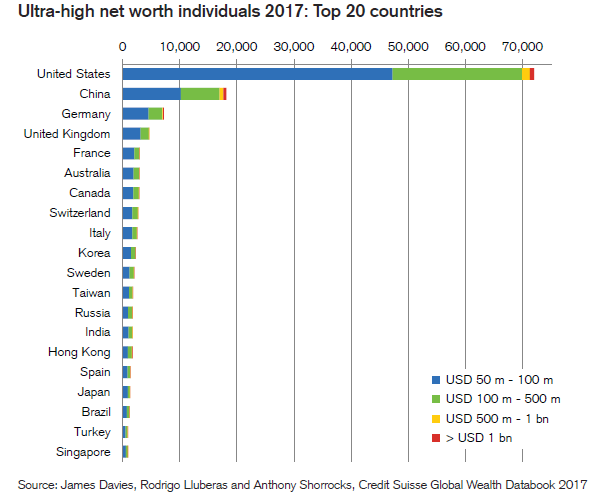 Ultra-high net worth individuals 2017: Top 20 countries
0 10,000 20,000 30,000 40,000 50,000 60,000 70,000
United States
China
Germany
United Kingdom
France
Australia
Canada
Switzerland
Italy
Korea
Sweden
Taiwan
Russia
India
Hong Kong
Spain
Japan
Brazil
Turkey
Singapore
USD 50 m - 100 m
USD 100 m - 500 m
USD 500 m - 1 bn
> USD 1 bn
Source: James Davies, Rodrigo Lluberas and Anthony Shorrocks, Credit Suisse Global Wealth Databook 2017